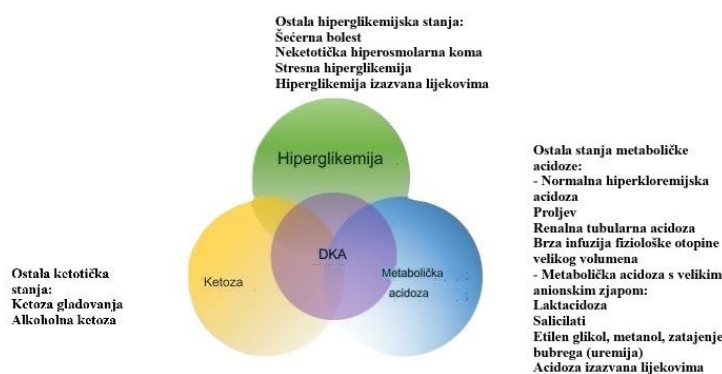 Ostala hiperglikemijska stanja:
Šećerna bolest
Neketotička hiperosmolarna koma
Stresna hiperglikemija
Hiperglikemija izazvana lijekovima
Hiperglikemija
DKA
Ketoza
Metabolička
acidoza
Ostala ketotička
stanja:
Ketoza gladovanja
Alkoholna ketoza
Ostala stanja metaboličke
acidoze:
- Normalna hiperkloremijska
acidoza
Proljev
Renalna tubularna acidoza
Brza infuzija fiziološke otopine
velikog volumena
- Metabolička acidoza s velikim
anionskim zjapom:
Laktacidoza
Salicilati
Etilen glikol, metanol, zatajenje
bubrega (uremija)
Acidoza izazvana lijekovima